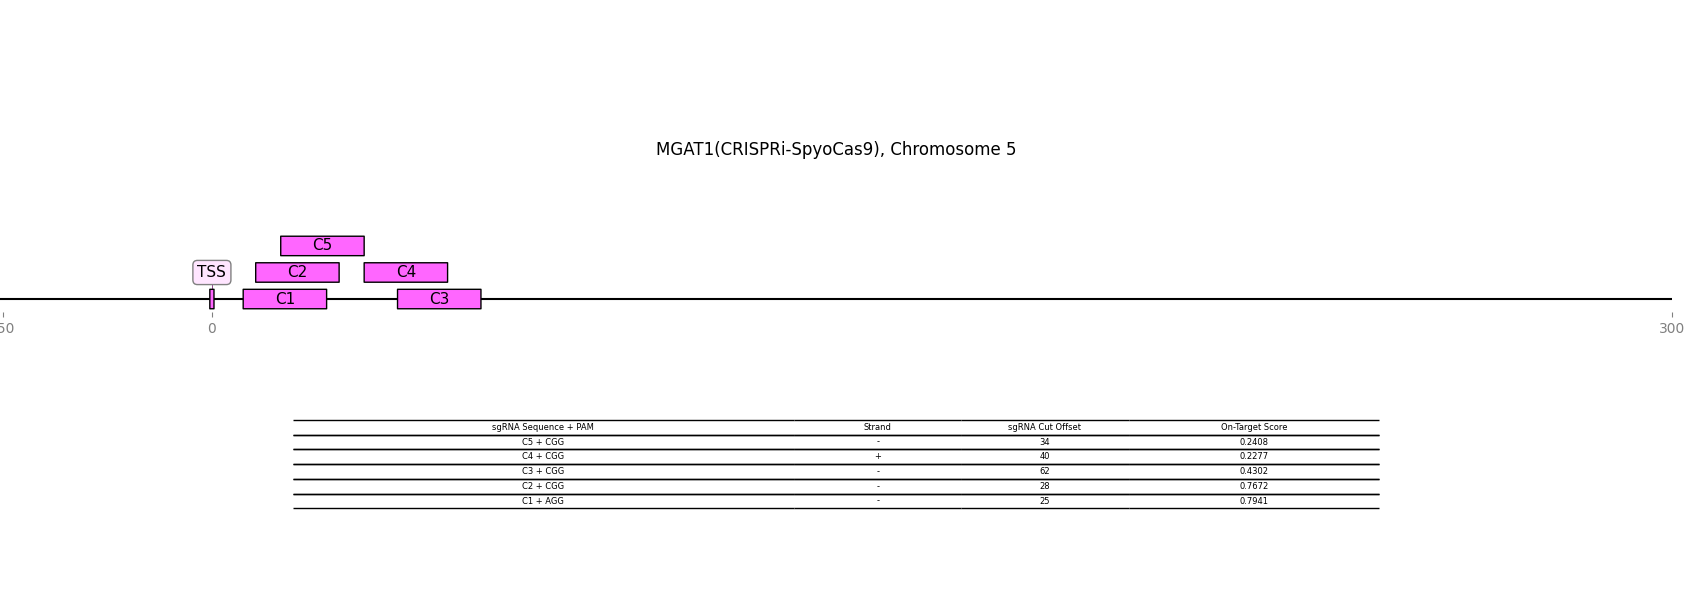 MGAT1(CRISPRi-SpyoCas9), Chromosome 5
C5
TSS C2 C4
C1 C3
50 0 300
sgRNA Sequence + PAM Strand sgRNA Cut Offset On-Target Score
C5 + CGG - 34 0.2408
C4 + CGG + 40 0.2277
C3 + CGG - 62 0.4302
C2 + CGG - 28 0.7672
C1 + AGG - 25 0.7941